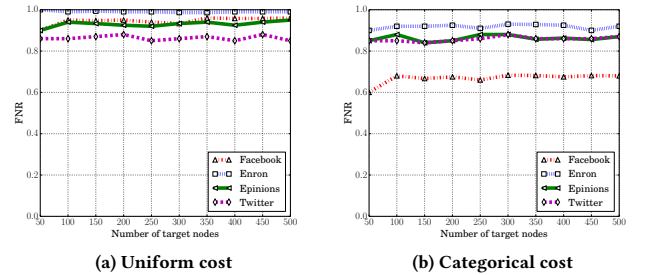 1.0
0.8
0.6
0.4
0.2
0.0
FNR
50 100 150 200 250 300 350 400 450 500
Number of target nodes
Facebook
Enron
Epinions
Twitter
(a) Uniform cost
1.0
0.8
0.6
0.4
0.2
0.0
FNR
50 100 150 200 250 300 350 400 450 500
Number of target nodes
Facebook
Enron
Epinions
Twitter
(b) Categorical cost